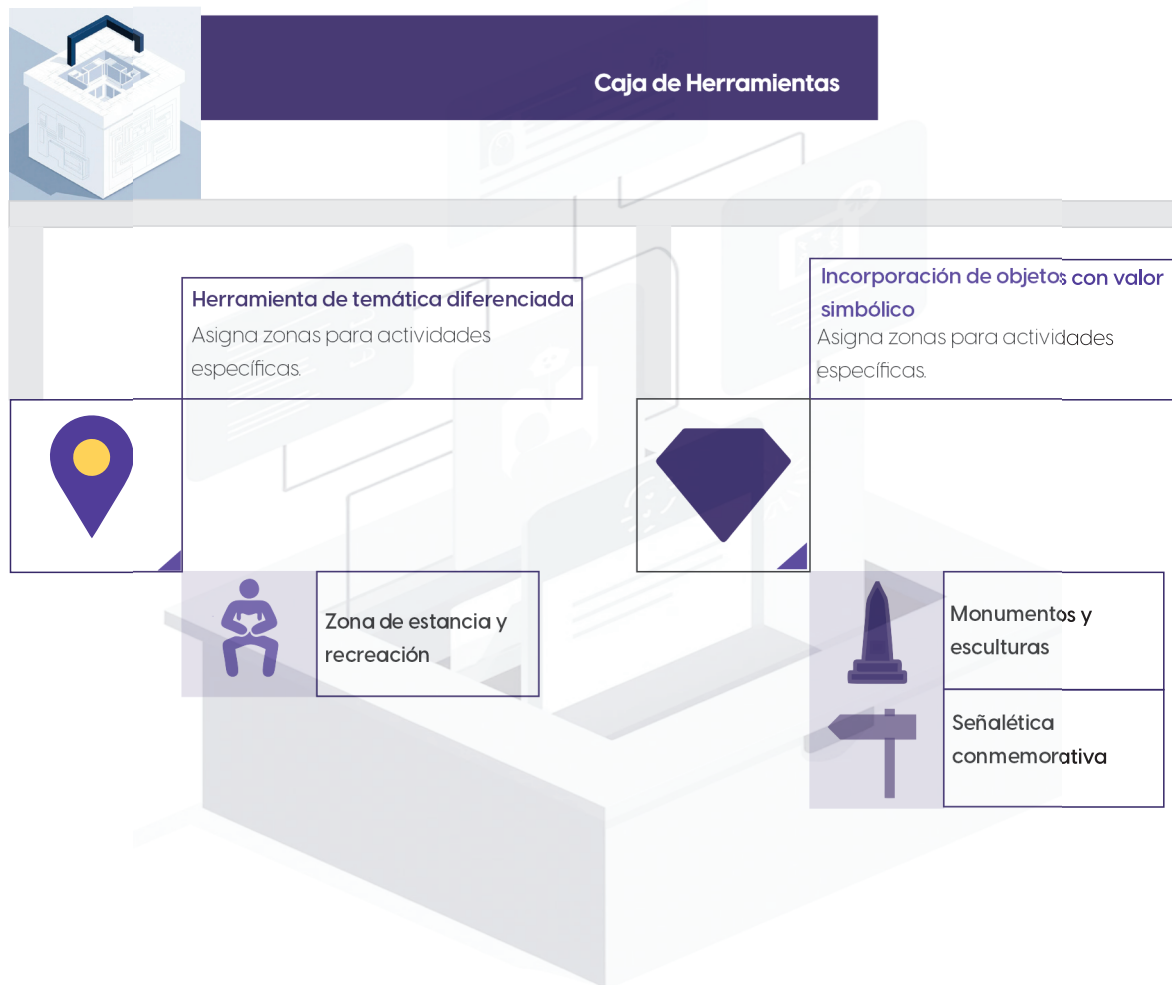 Caja de Herramientas
Herramienta de temática diferenciada
Asigna zonas para actividades
específicas.
Zona de estancia y
recreación
Incorporación de objetos con valor
simbólico
Asigna zonas para actividades
específicas.
Monumentos y
esculturas
Señalética
conmemorativa